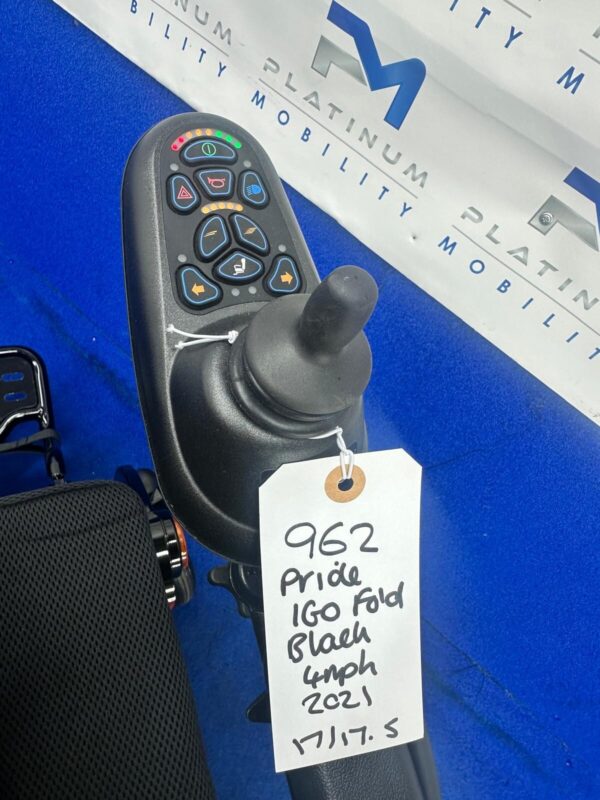 PLATINUM
MOBILITY
PLATINUM
MOBILITY
962
Pride
IGO Fold
Black
4mph
2021
17/17.5